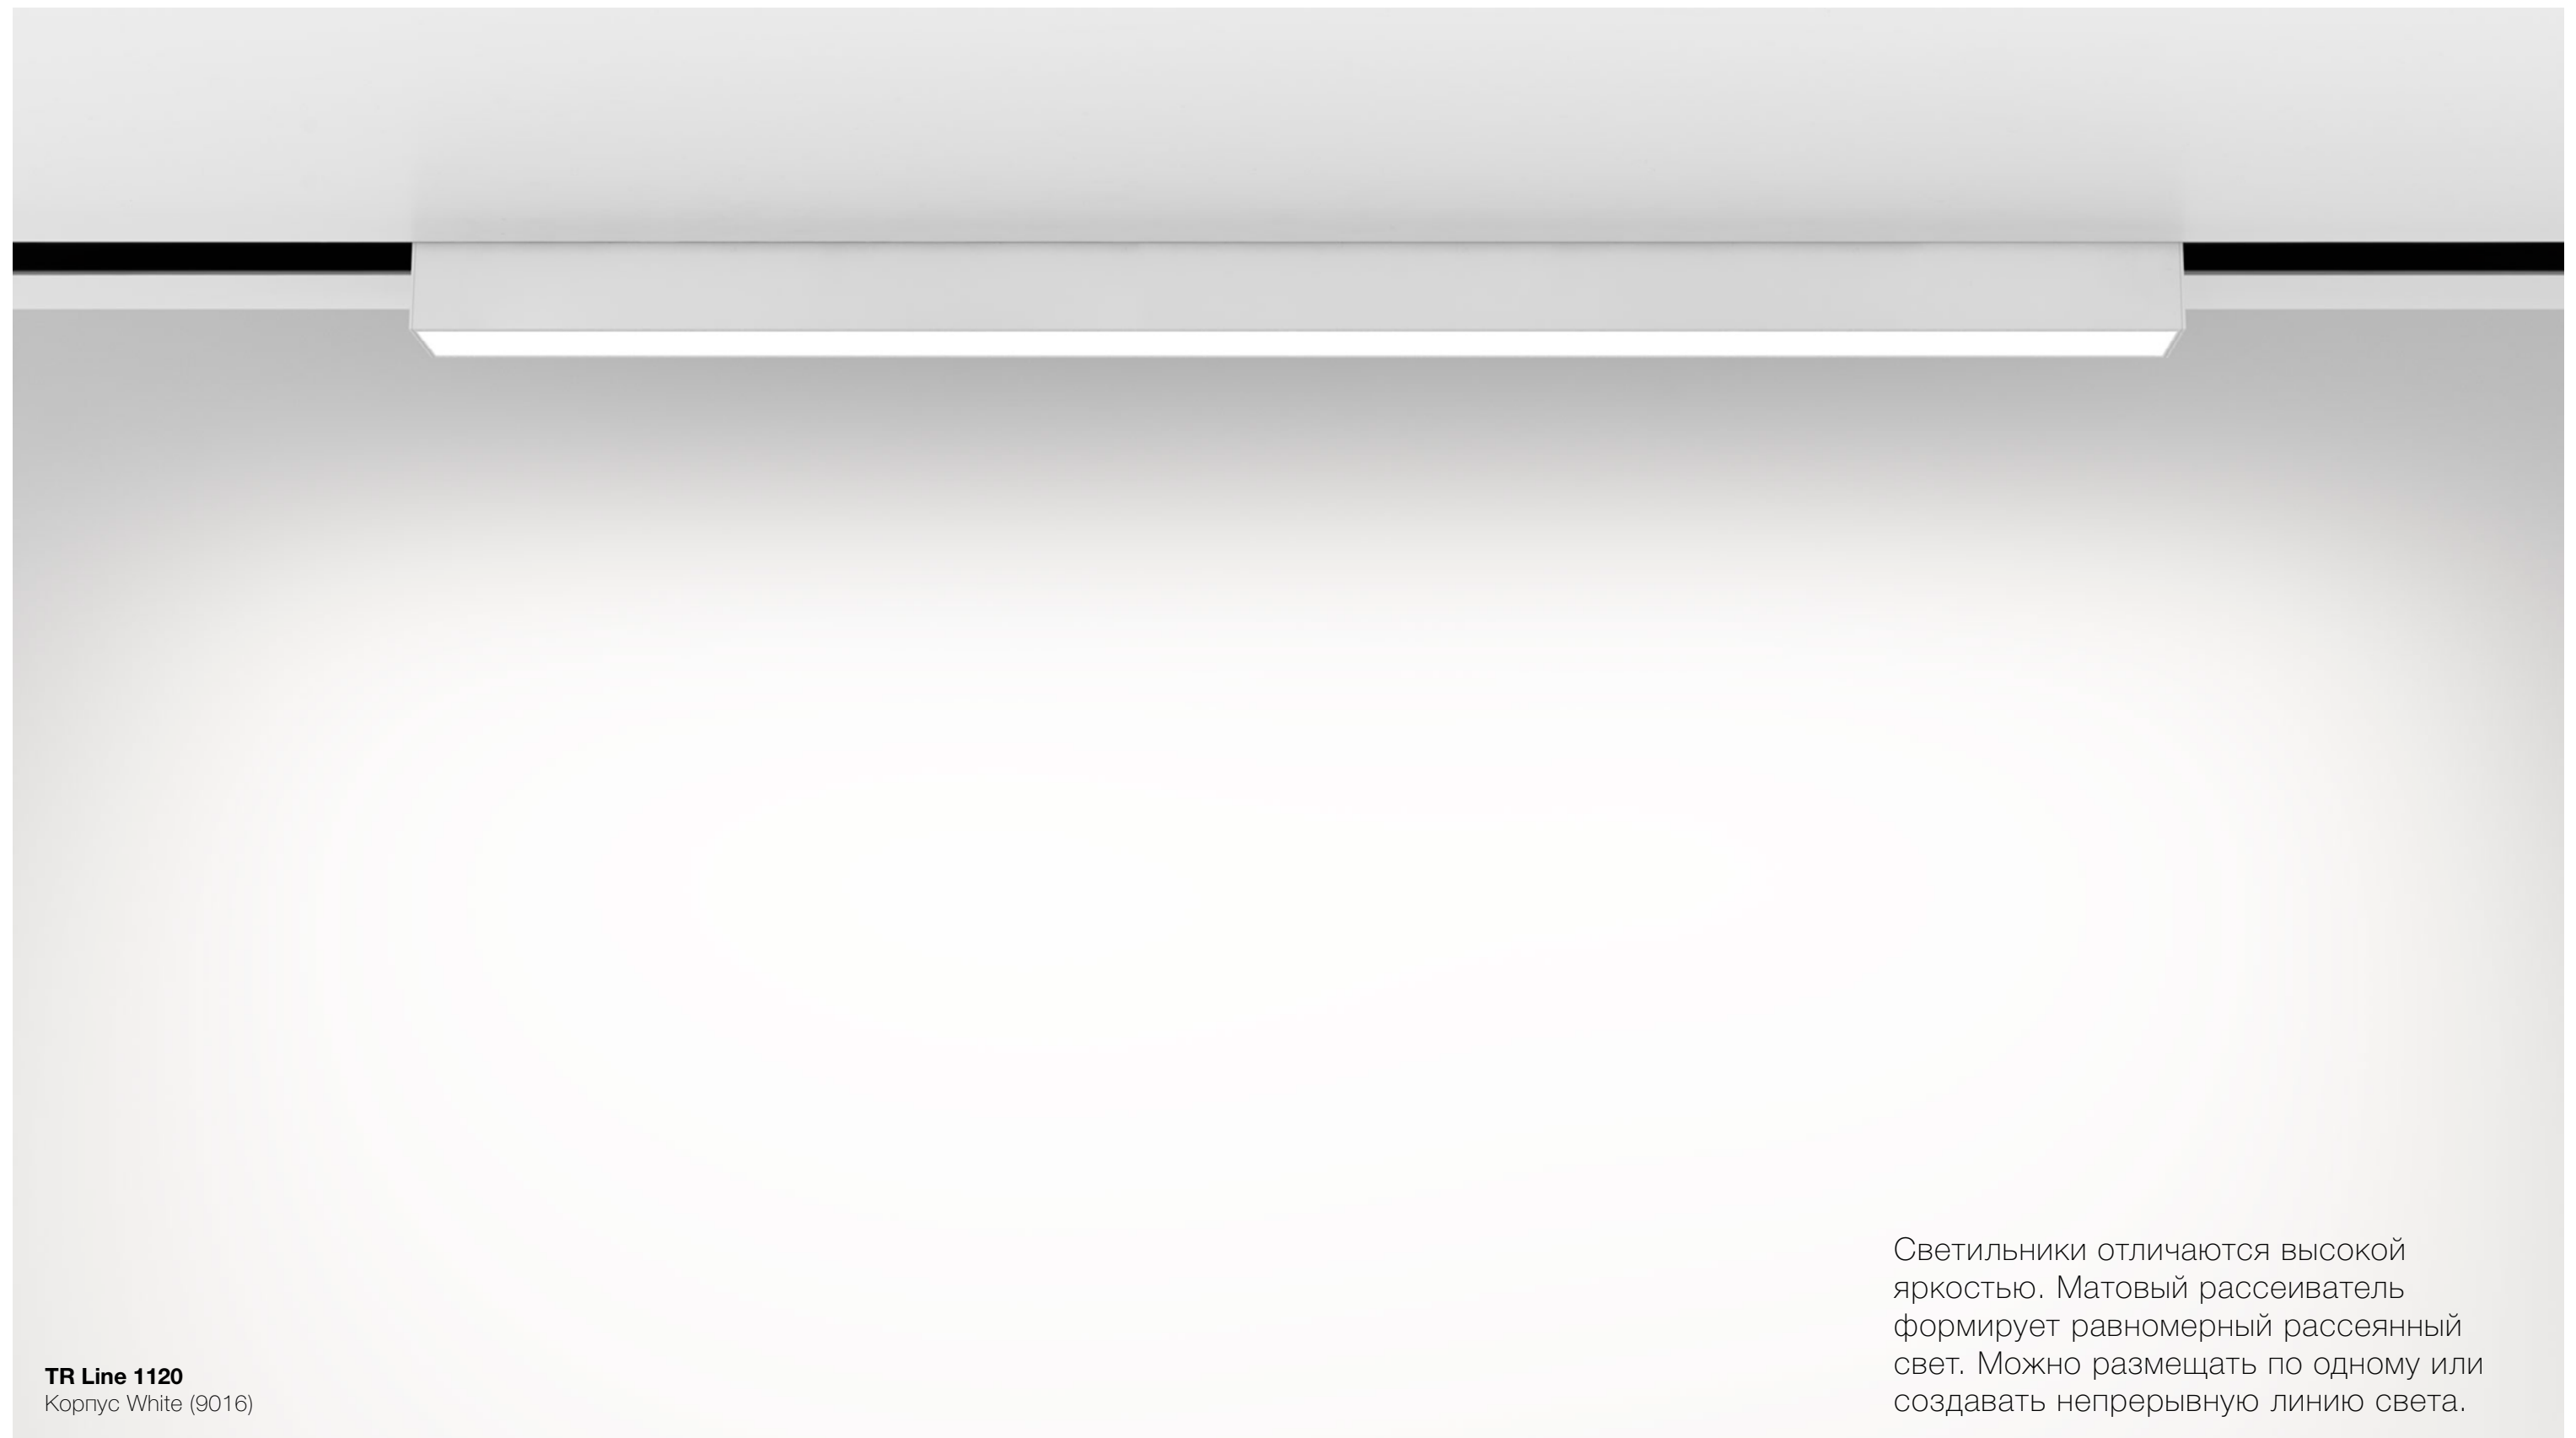 Светильники отличаются высокой
яркостью. Матовый рассеиватель
формирует равномерный рассеянный
свет. Можно размещать по одному или
создавать непрерывную линию света.
TR Line 1120
Корпус White (9016)